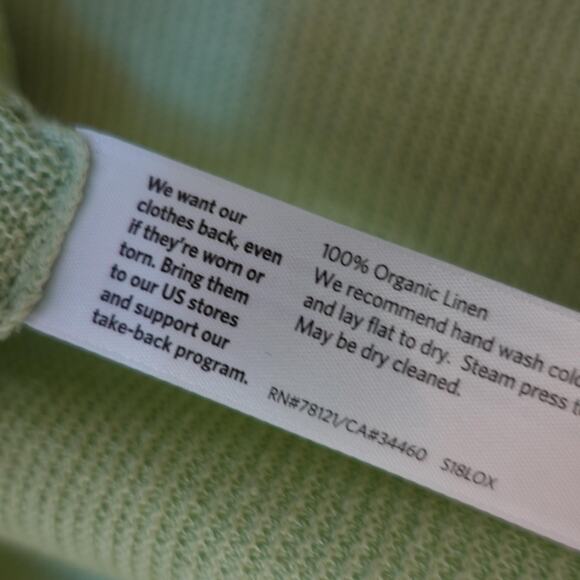 We want our
clothes back, even
if they're worn or
torn. Bring them
to our US stores
and support our
take-back program.
100% Organic Linen
We recommend hand wash
and lay flat to dry. Steam press
May be dry cleaned.
RN#78121/CA#34460 S18LOX